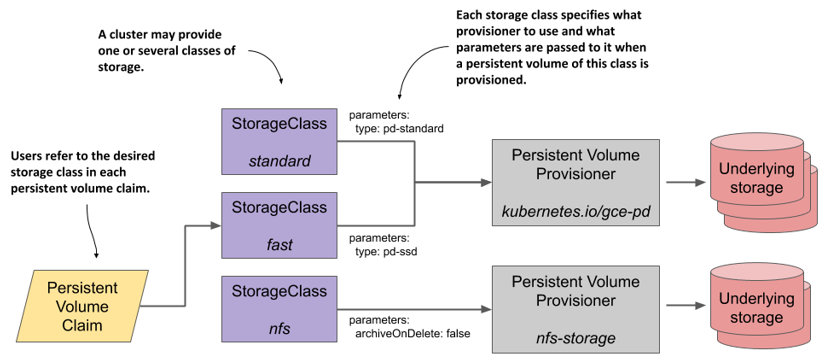 A cluster may provide
one or several classes of
storage.
Each storage class specifies what
provisioner to use and what
parameters are passed to it when
a persistent volume of this class is
provisioned.
Users refer to the desired
storage class in each
persistent volume claim.
StorageClass
standard
parameters:
type: pd-standard
StorageClass
fast
parameters:
type: pd-ssd
StorageClass
nfs
parameters:
archiveOnDelete: false
Persistent
Volume
Claim
Persistent Volume
Provisioner
kubernetes.io/gce-pd
Underlying
storage
Persistent Volume
Provisioner
nfs-storage
Underlying
storage